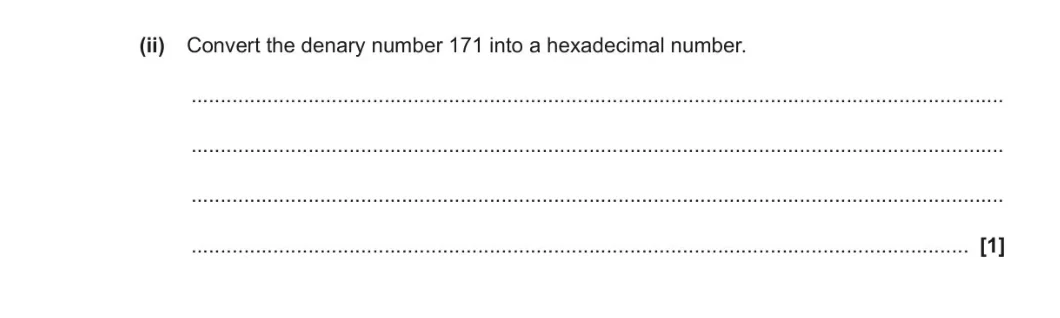 (ii) Convert the denary number 171 into a hexadecimal number.
[1]